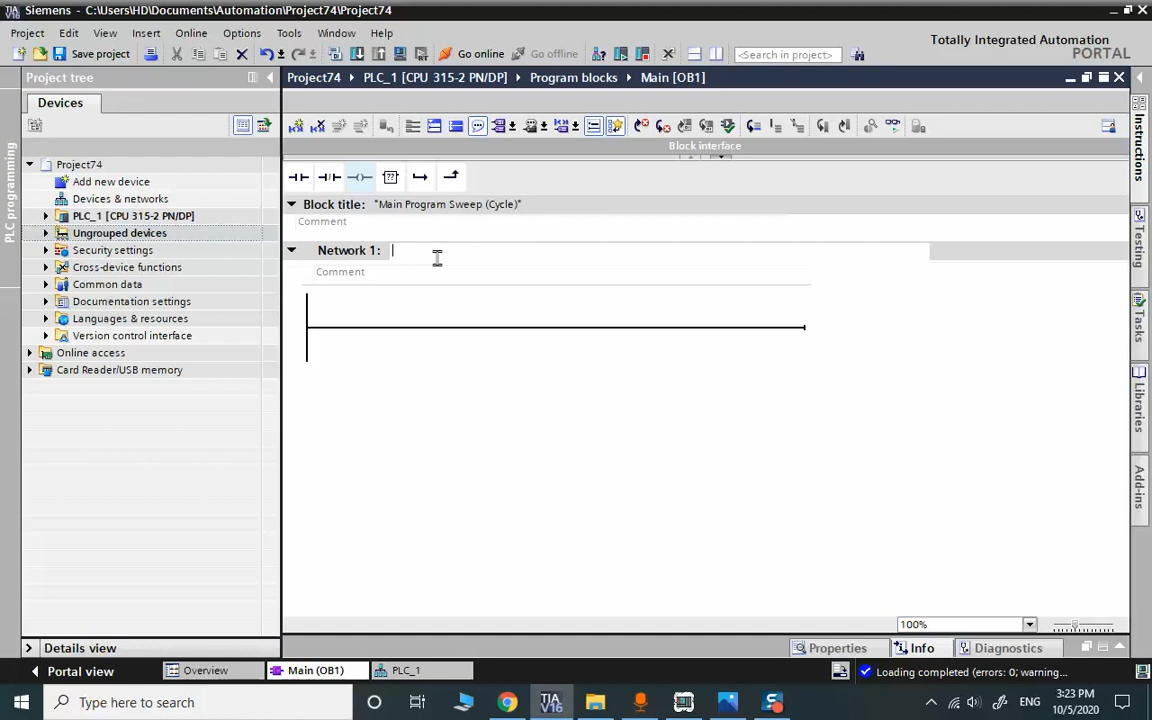 Siemens - C:\Users\HD\Documents\Automation\Project74\Project74
Project Edit View Insert Online Options Tools Window Help
Totally Integrated Automation
PORTAL
Save project Go online Go offline <Search in project>
Project tree
Project74 PLC_1 [CPU 315-2 PN/DP] Program blocks Main [OB1]
Devices
Block interface
Project74
Add new device
Devices & networks
PLC_1 [CPU 315-2 PN/DP]
Ungrouped devices
Security settings
Cross-device functions
Common data
Documentation settings
Languages & resources
Version control interface
Online access
Card Reader/USB memory
??
Block title: "Main Program Sweep (Cycle)"
Comment
Network 1:
Comment
100%
PLC programming
Instructions
Testing
Tasks
Libraries
Add-ins
Details view
Properties Info Diagnostics
Portal view Overview Main (OB1) PLC_1 Loading completed (errors: 0; warning...
Type here to search
TIA
V16
ENG
3:23 PM
10/5/2020